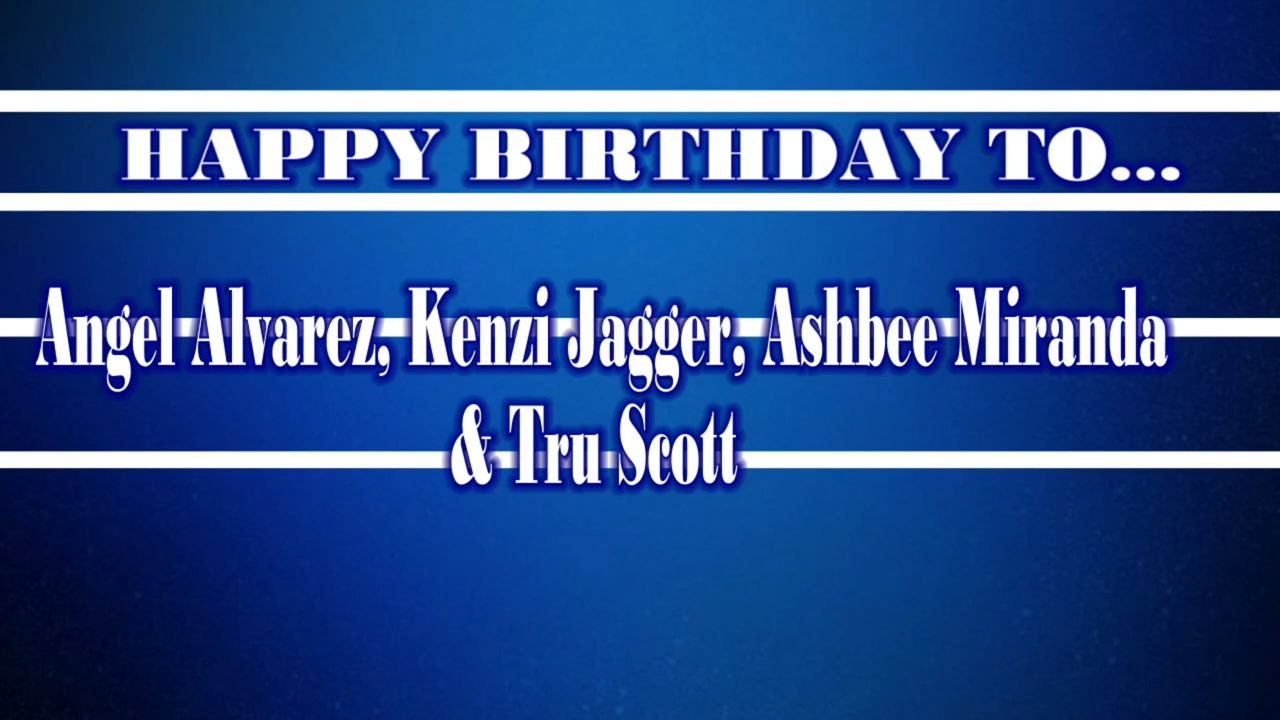 HAPPY BIRTHDAY TO...
Angel Alvarez, Kenzi Jagger, Ashbee Miranda
& Tru Scott